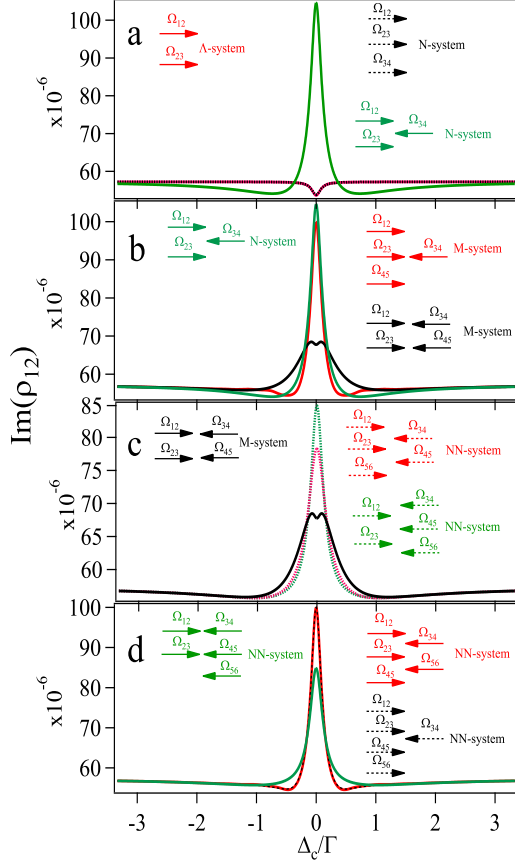 Im(ρ12)
a
x10-6
100
90
80
70
60
Ω12
Ω23
Λ-system
Ω12
Ω23
Ω34
N-system
Ω12
Ω23
Ω34
N-system
b
x10-6
100
90
80
70
60
Ω12
Ω23
Ω34
N-system
Ω12
Ω23
Ω34
Ω45
M-system
Ω12
Ω34
Ω23
Ω45
M-system
c
x10-6
85
80
75
70
65
60
Ω12
Ω34
Ω23
Ω45
M-system
Ω12
Ω34
Ω23
Ω45
Ω56
NN-system
Ω34
Ω12
Ω45
Ω23
Ω56
NN-system
d
x10-6
100
90
80
70
60
Ω12
Ω34
Ω23
Ω45
Ω56
NN-system
Ω12
Ω34
Ω23
Ω56
Ω45
NN-system
Ω12
Ω23
Ω34
Ω45
Ω56
NN-system
-3 -2 -1 0 1 2 3
Δc/Γ